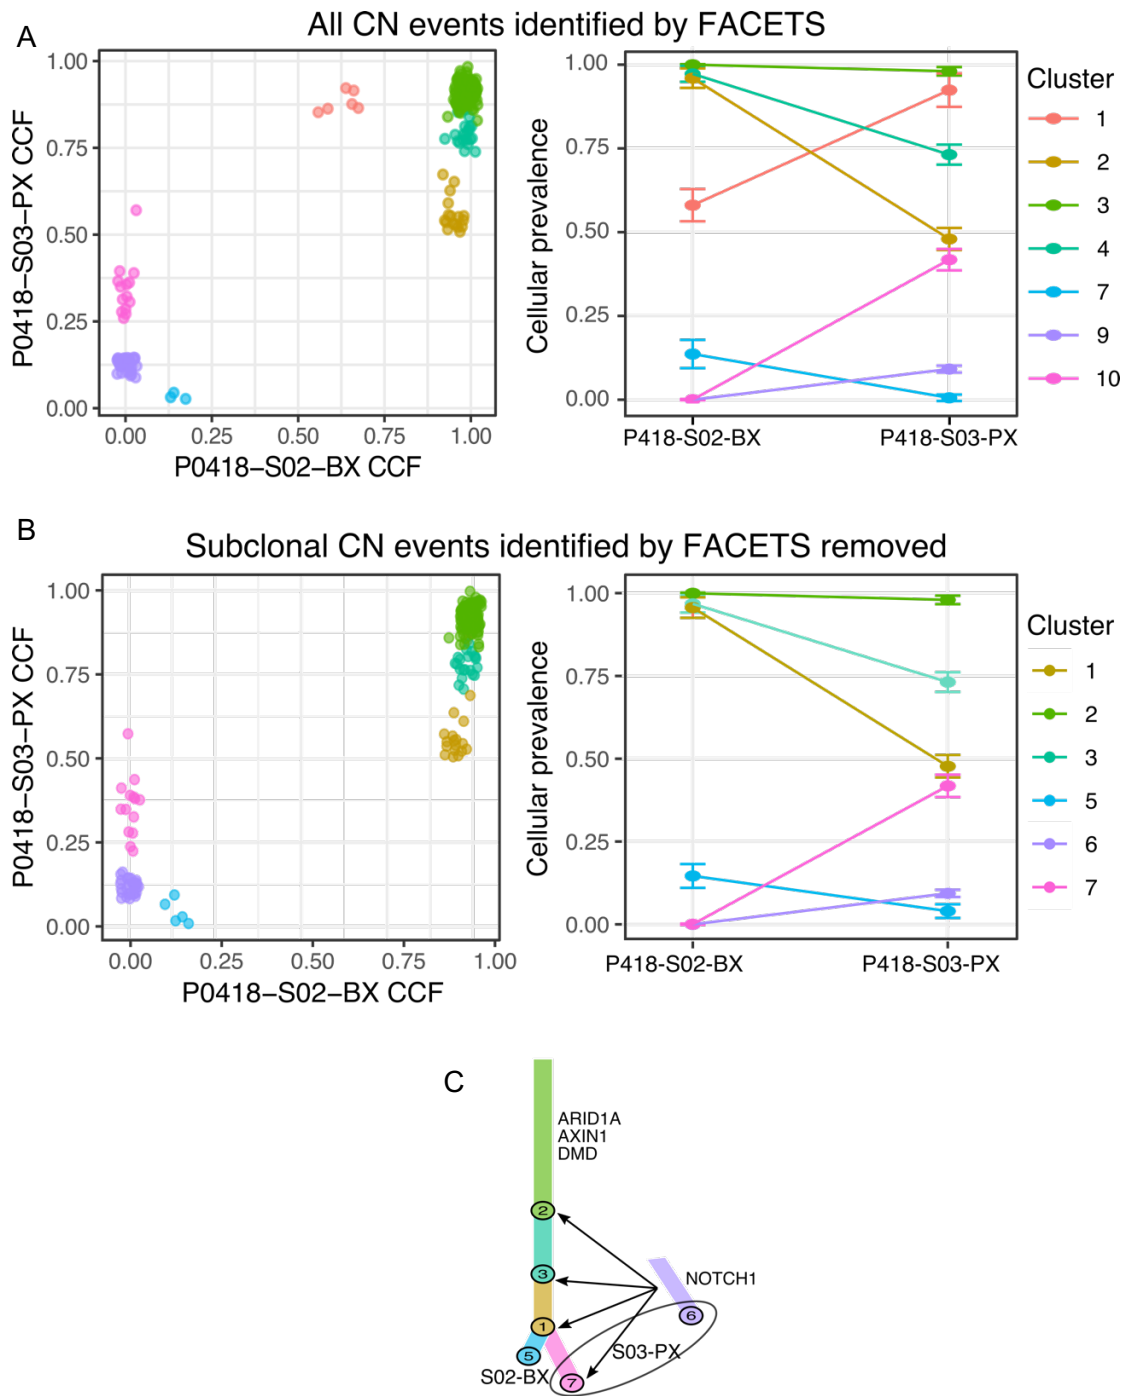 A
All CN events identified by FACETS
1.00
0.75
0.50
0.25
0.00
P0418–S03–PX CCF
0.00 0.25 0.50 0.75 1.00
P0418–S02–BX CCF
1.00
0.75
0.50
0.25
0.00
Cellular prevalence
P418-S02-BX P418-S03-PX
Cluster
1
2
3
4
7
9
10
B
Subclonal CN events identified by FACETS removed
1.00
0.75
0.50
0.25
0.00
P0418–S03–PX CCF
0.00 0.25 0.50 0.75 1.00
P0418–S02–BX CCF
1.00
0.75
0.50
0.25
0.00
Cellular prevalence
P418-S02-BX P418-S03-PX
Cluster
1
2
3
5
6
7
C
ARID1A
AXIN1
DMD
2
3
NOTCH1
6
1
S03-PX
5
S02-BX
7